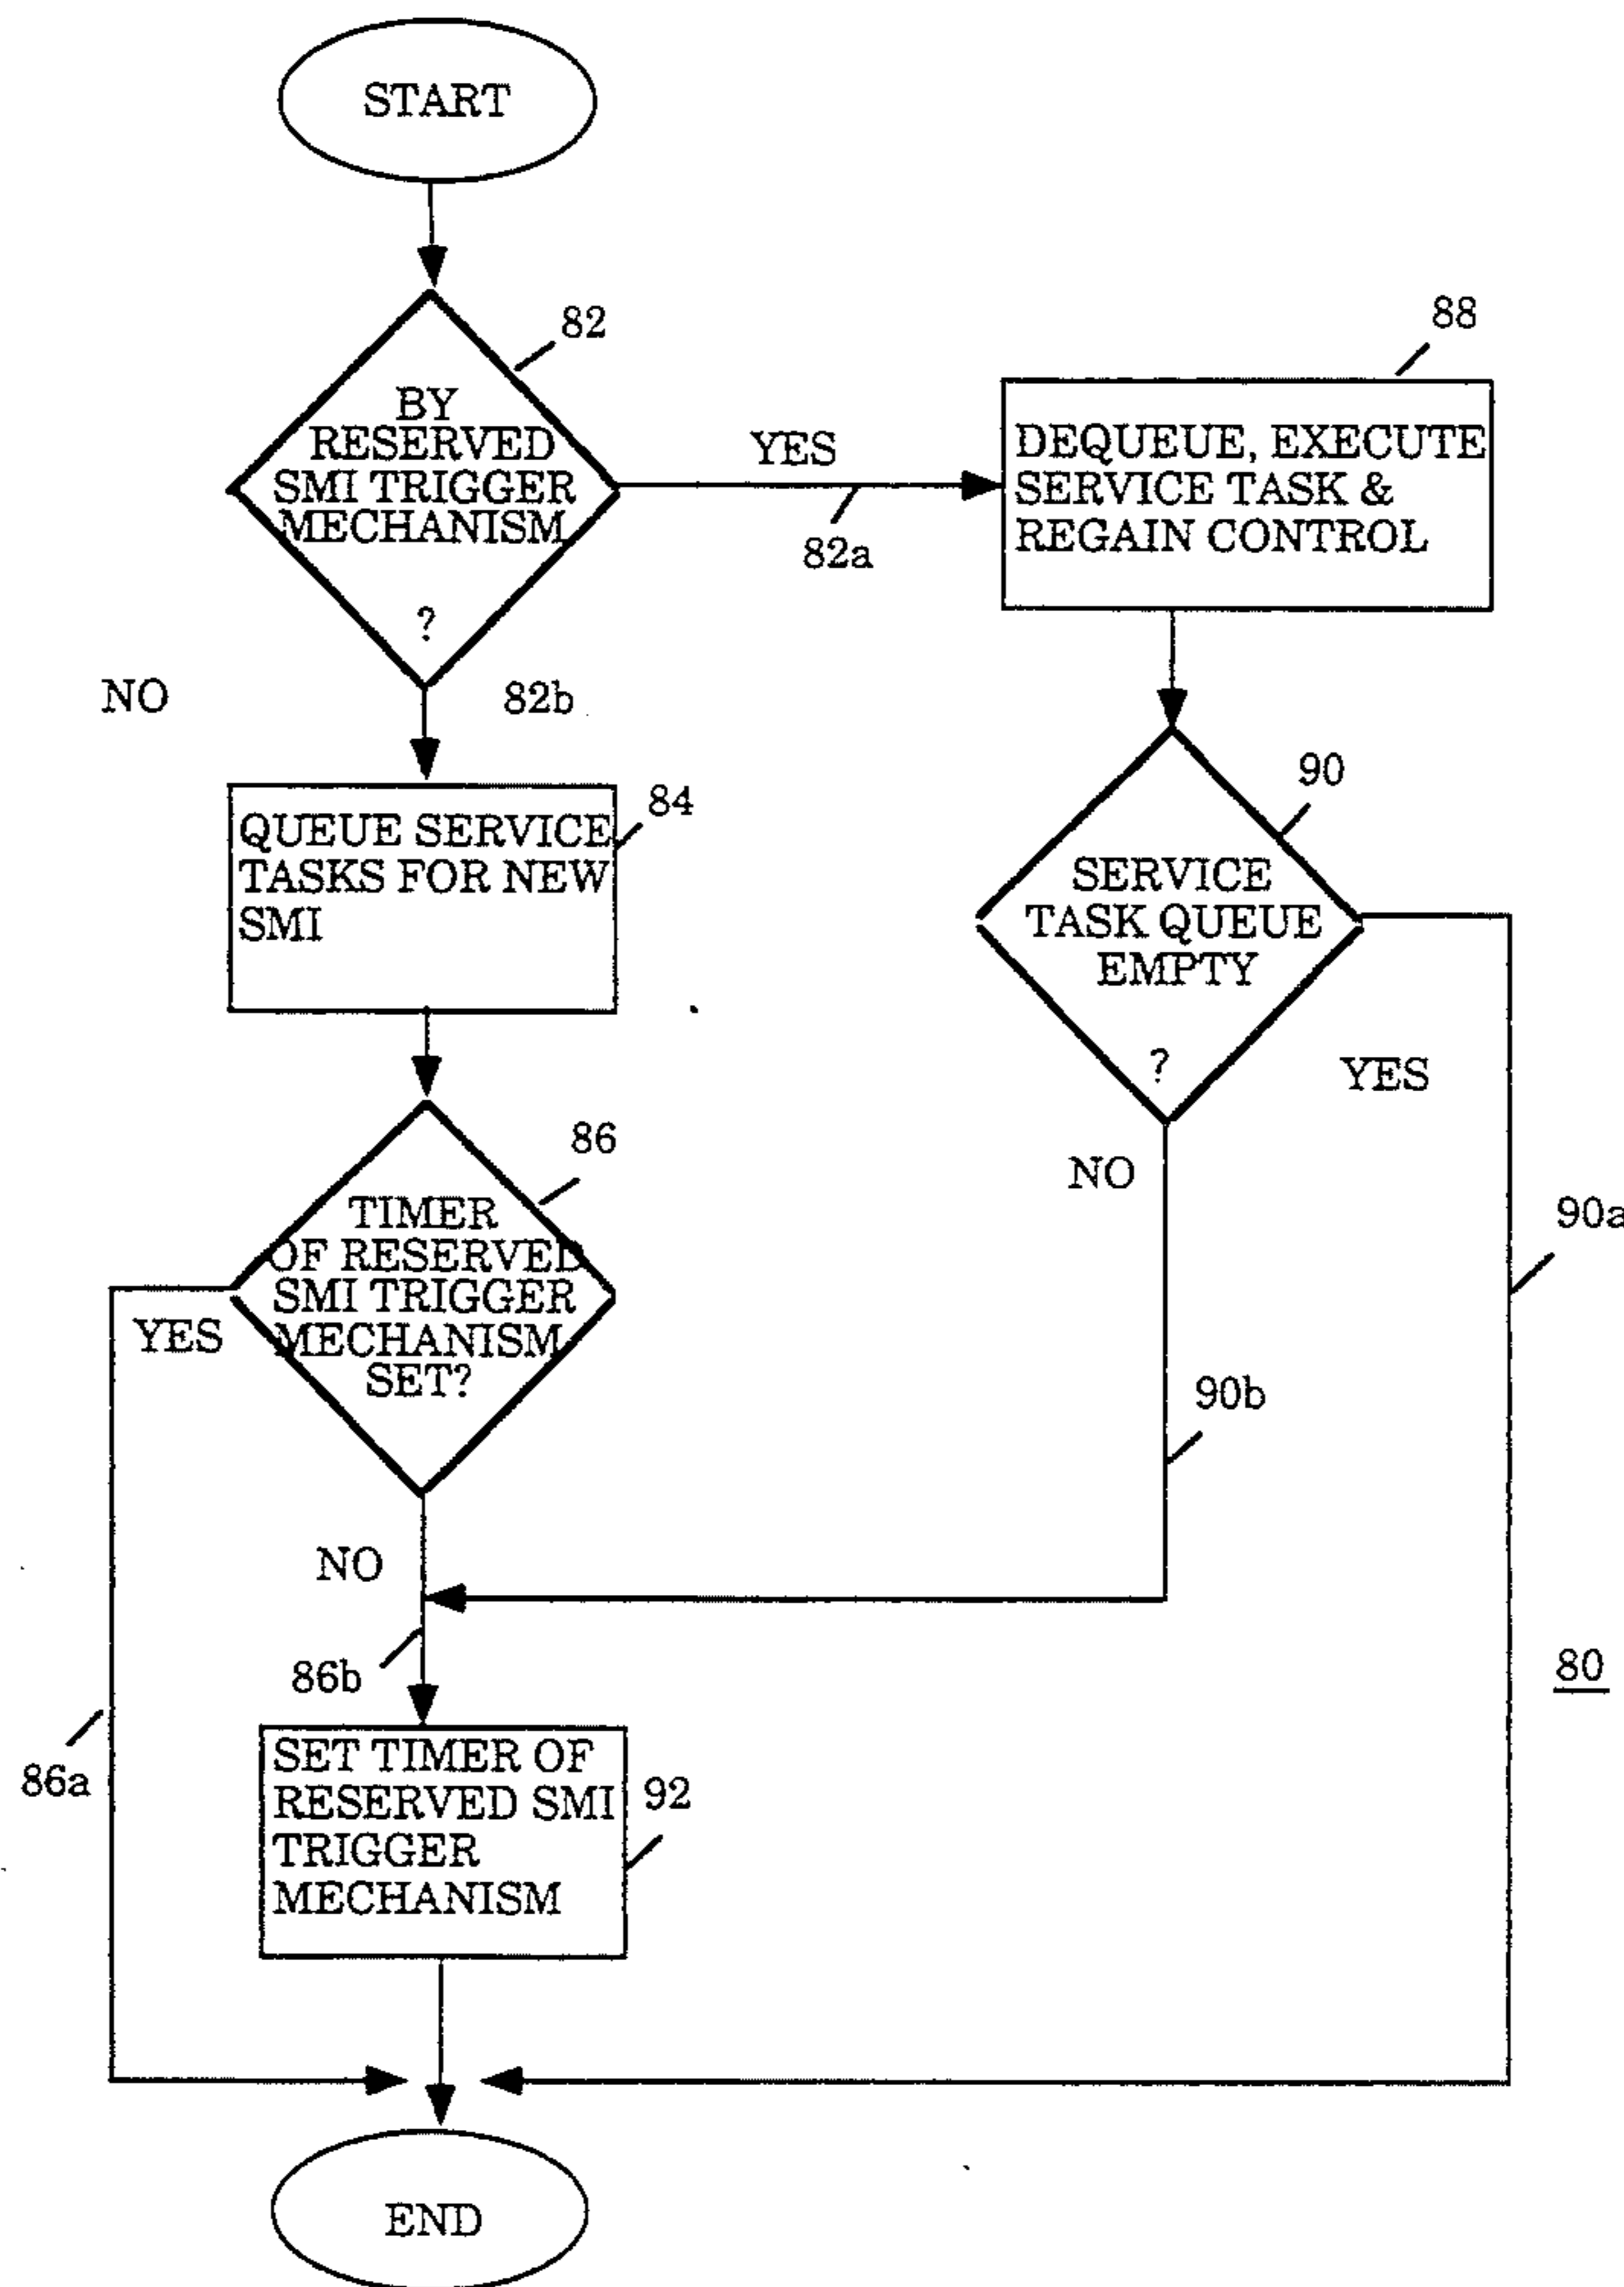 START
82
BY
RESERVED
SMI TRIGGER
MECHANISM
?
YES
82a
88
DEQUEUE, EXECUTE
SERVICE TASK &
REGAIN CONTROL
NO
82b
84
QUEUE SERVICE
TASKS FOR NEW
SMI
90
SERVICE
TASK QUEUE
EMPTY
?
YES
NO
90a
90b
86
TIMER
OF RESERVED
SMI TRIGGER
MECHANISM
SET?
YES
NO
86b
86a
80
SET TIMER OF
RESERVED SMI
TRIGGER
MECHANISM
92
END